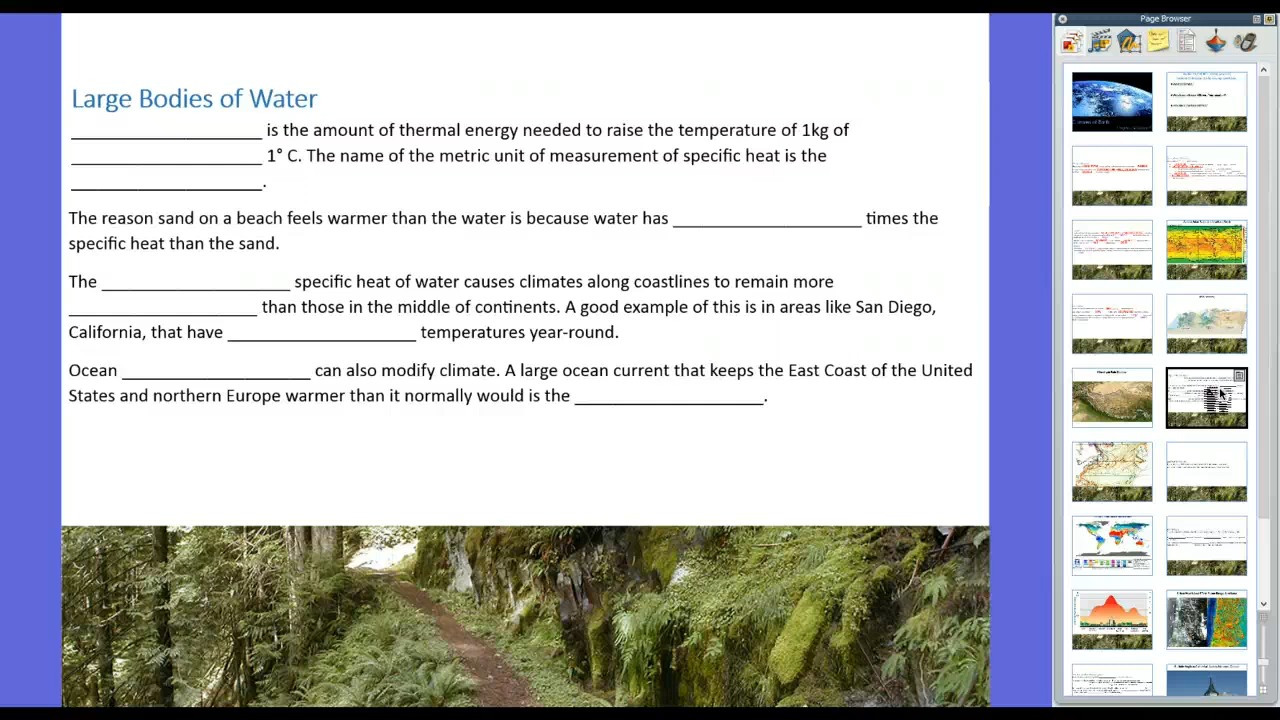 Page Browser
Large Bodies of Water
____________________ is the amount of thermal energy needed to raise the temperature of 1kg of
____________________ 1° C. The name of the metric unit of measurement of specific heat is the
____________________.
The reason sand on a beach feels warmer than the water is because water has ____________________ times the
specific heat than the sand.
The ____________________ specific heat of water causes climates along coastlines to remain more
____________________ than those in the middle of continents. A good example of this is in areas like San Diego,
California, that have ____________________ temperatures year-round.
Ocean ____________________ can also modify climate. A large ocean current that keeps the East Coast of the United
States and northern Europe warmer than it normally would is the ____________________.